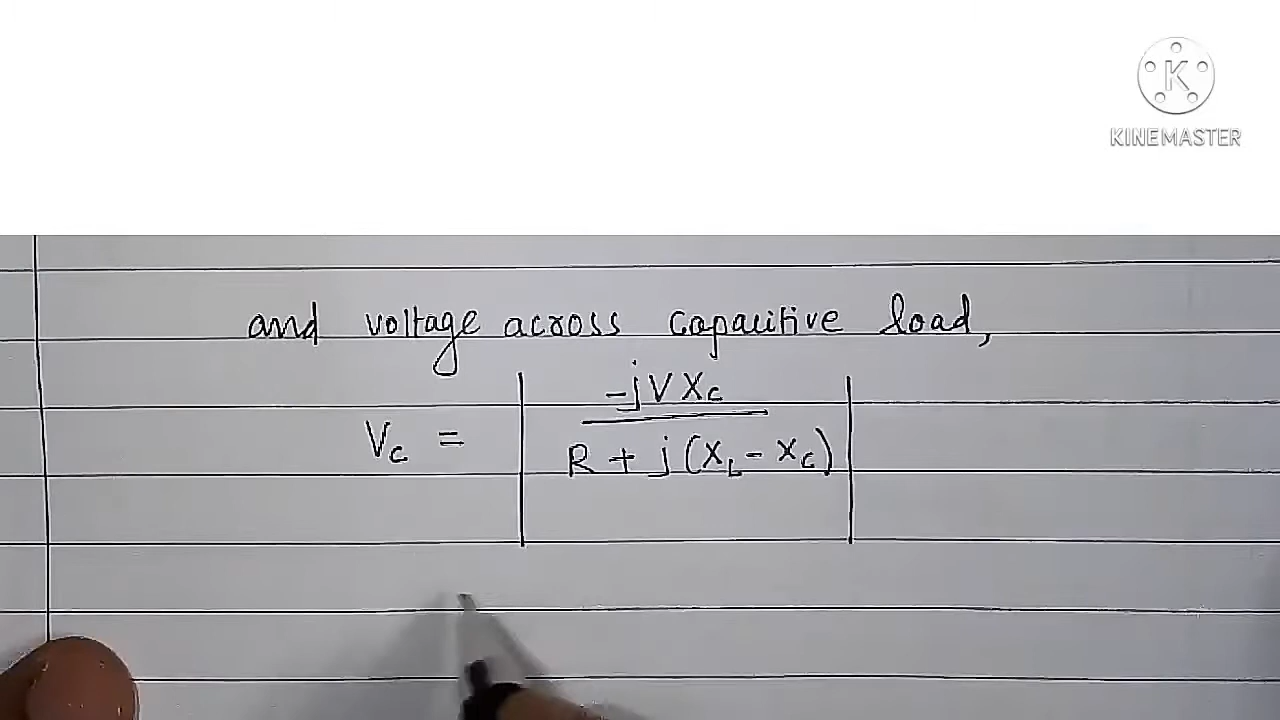 K
KINEMASTER
and voltage across capacitive load,
-jVXc
Vc =
R + j(XL - Xc)